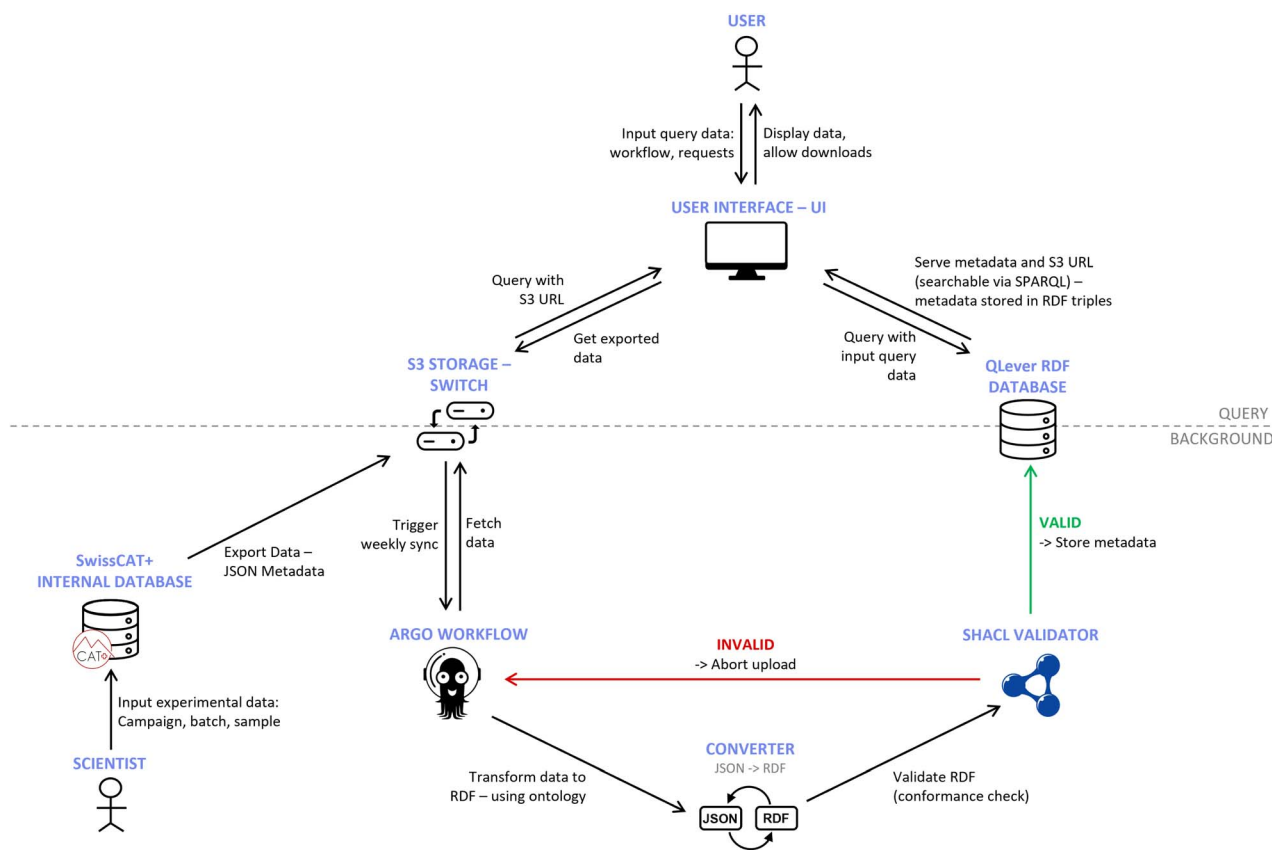 USER
Input query data:
workflow, requests
Display data,
allow downloads
USER INTERFACE – UI
Query with
S3 URL
Get exported
data
Serve metadata and S3 URL
(searchable via SPARQL) –
metadata stored in RDF triples
Query with
input query
data
S3 STORAGE –
SWITCH
QLever RDF
DATABASE
QUERY
BACKGROUND
Trigger
weekly sync
Fetch
data
VALID
-> Store metadata
Export Data –
JSON Metadata
SwissCAT+
INTERNAL DATABASE
CAT+
ARGO WORKFLOW
INVALID
-> Abort upload
SHACL VALIDATOR
Input experimental data:
Campaign, batch, sample
SCIENTIST
Transform data to
RDF – using ontology
CONVERTER
JSON -> RDF
JSON
RDF
Validate RDF
(conformance check)